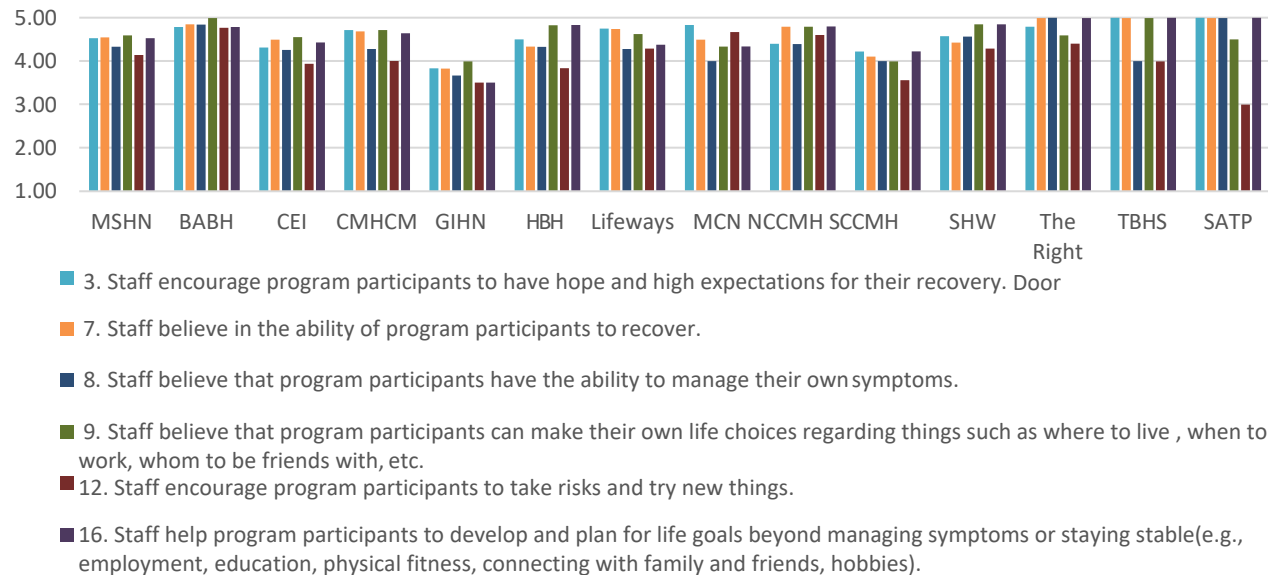 5.00
4.00
3.00
2.00
1.00
MSHN BABH CEI CMHCM GIHN HBH Lifeways MCN NCCMH SCCMH SHW The TBHS SATP
Right
3. Staff encourage program participants to have hope and high expectations for their recovery. Door
7. Staff believe in the ability of program participants to recover.
8. Staff believe that program participants have the ability to manage their own symptoms.
9. Staff believe that program participants can make their own life choices regarding things such as where to live , when to
work, whom to be friends with, etc.
12. Staff encourage program participants to take risks and try new things.
16. Staff help program participants to develop and plan for life goals beyond managing symptoms or staying stable(e.g.,
employment, education, physical fitness, connecting with family and friends, hobbies).